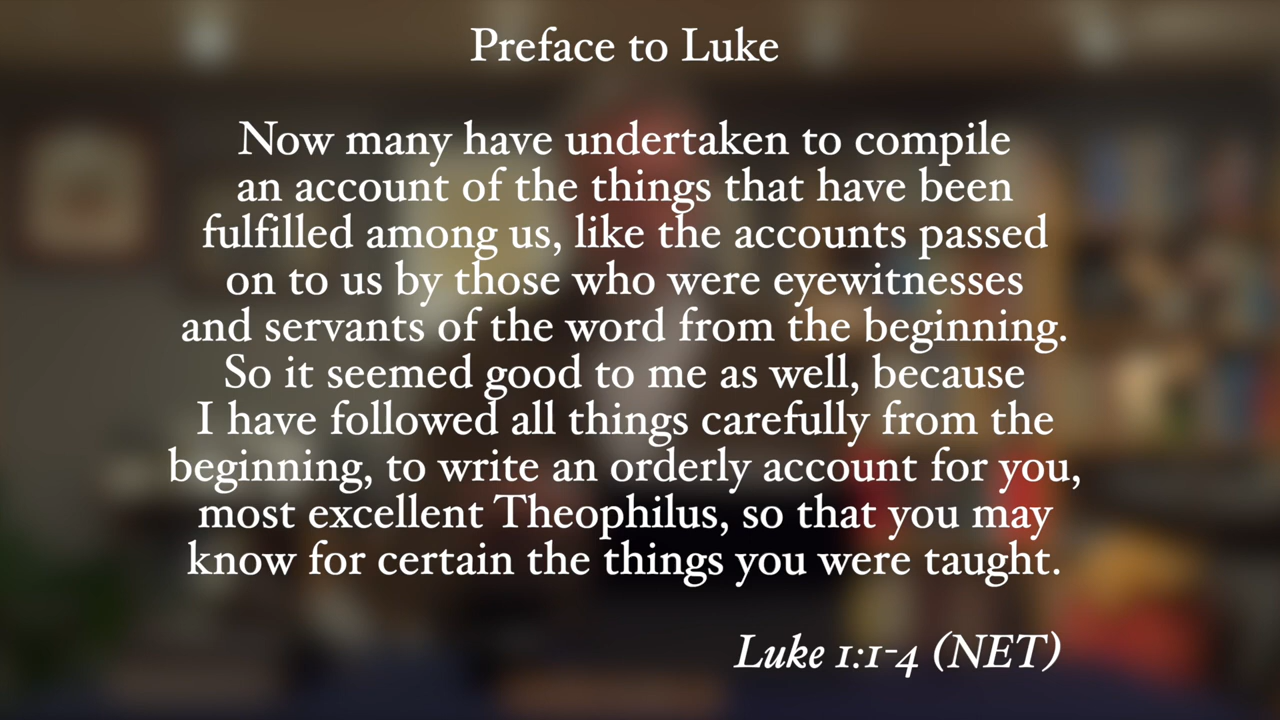 Preface to Luke
Now many have undertaken to compile
an account of the things that have been
fulfilled among us, like the accounts passed
on to us by those who were eyewitnesses
and servants of the word from the beginning.
So it seemed good to me as well, because
I have followed all things carefully from the
beginning, to write an orderly account for you,
most excellent Theophilus, so that you may
know for certain the things you were taught.
Luke 1:1-4 (NET)